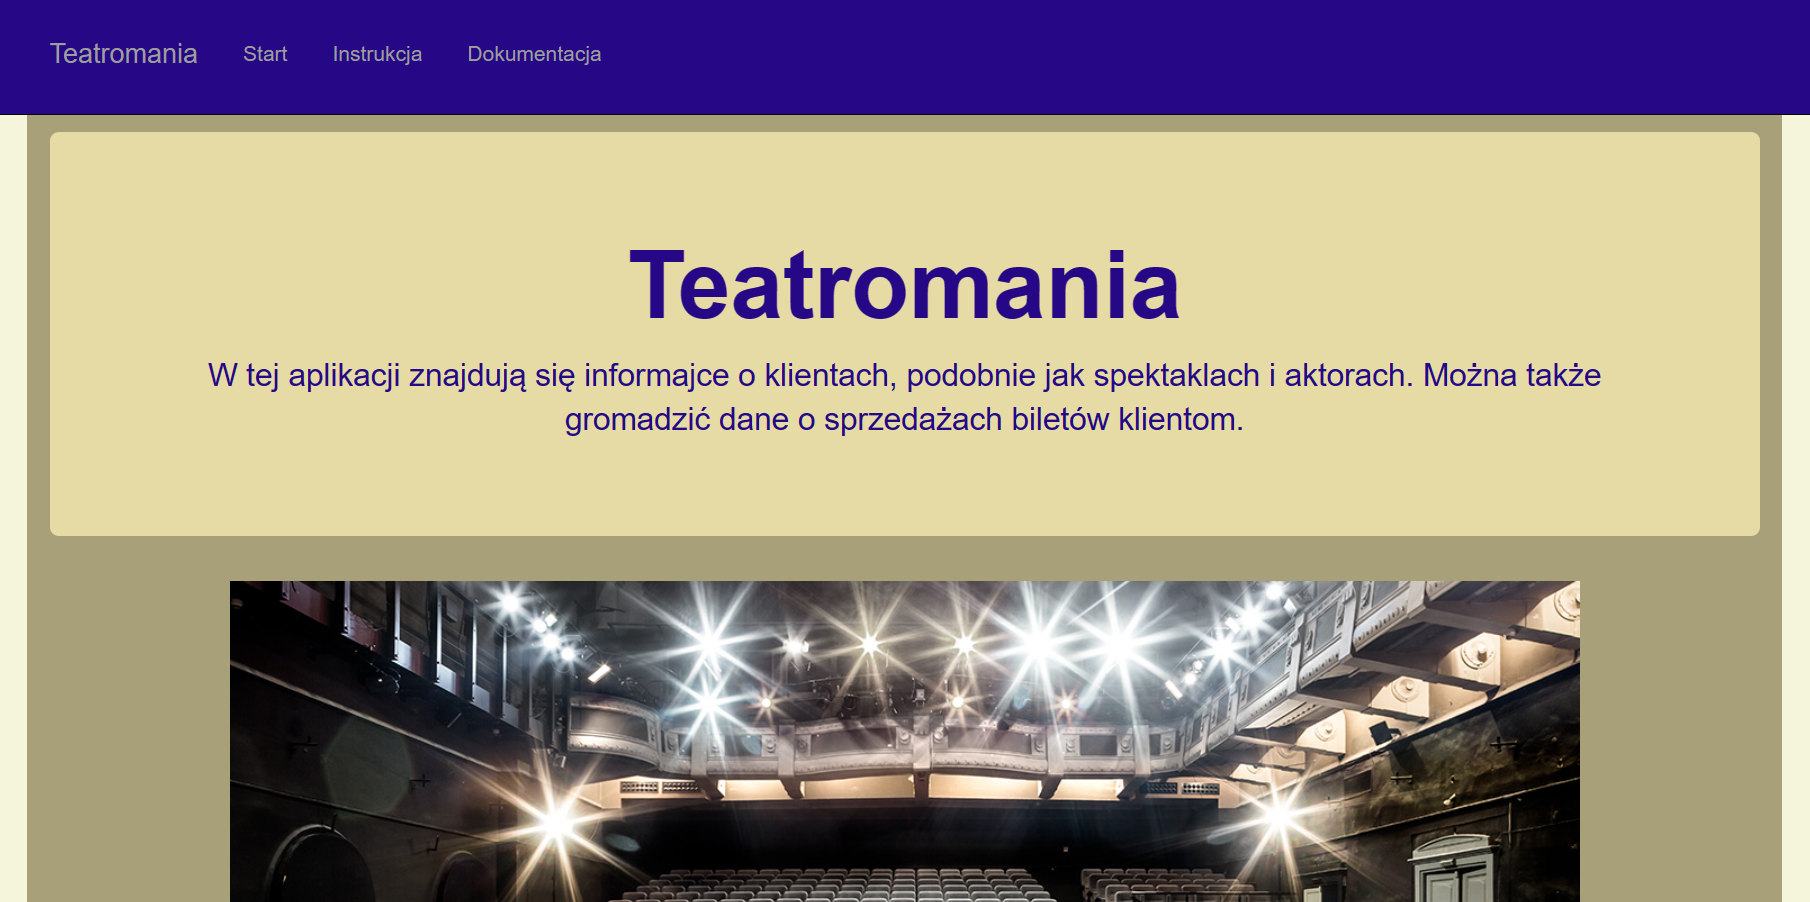 Teatromania Start Instrukcja Dokumentacja
Teatromania
W tej aplikacji znajdują się informajce o klientach, podobnie jak spektaklach i aktorach. Można także
gromadzić dane o sprzedażach biletów klientom.